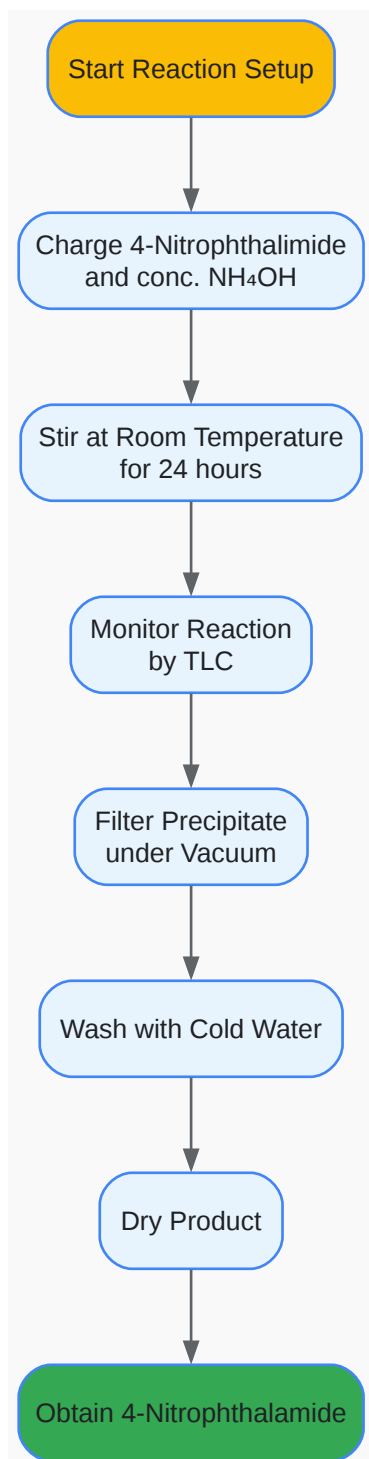 Start Reaction Setup
Charge 4-Nitrophthalimide
and conc. NH₄OH
Stir at Room Temperature
for 24 hours
Monitor Reaction
by TLC
Filter Precipitate
under Vacuum
Wash with Cold Water
Dry Product
Obtain 4-Nitrophthalamide